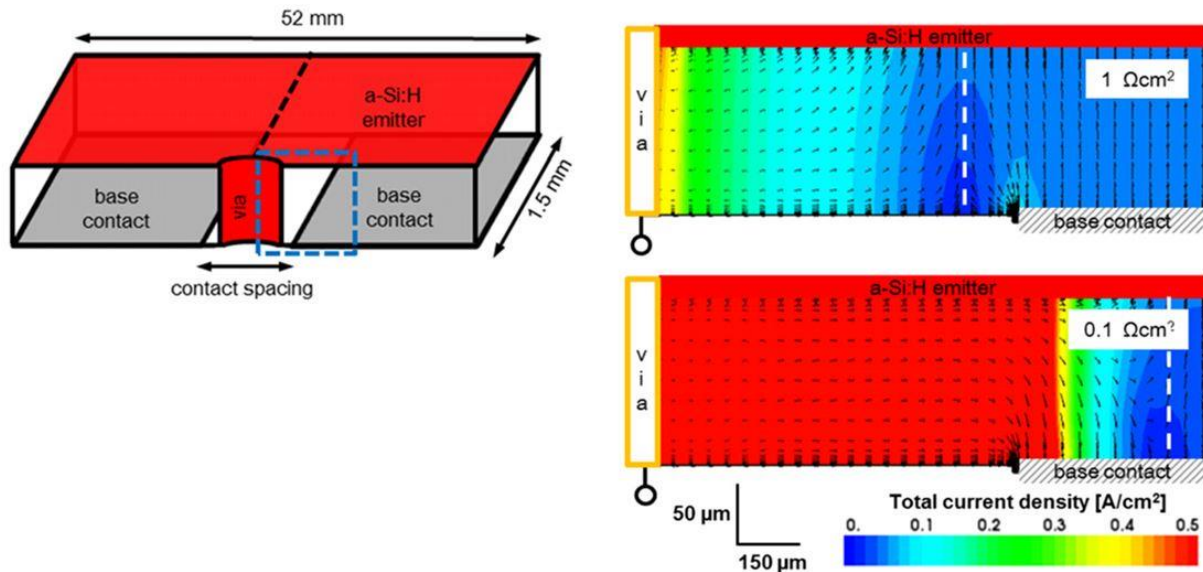 52 mm
a-Si:H
emitter
base
contact
via
base
contact
1.5 mm
contact spacing
a-Si:H emitter
via
1 Ωcm²
base contact
a-Si:H emitter
via
0.1 Ωcm²
base contact
50 µm
150 µm
Total current density [A/cm²]
0. 0.1 0.2 0.3 0.4 0.5